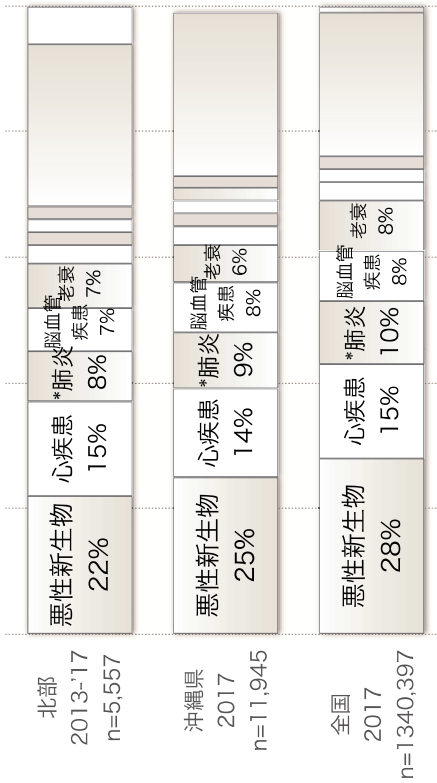 北部
2013-'17
n=5,557
悪性新生物
22%
心疾患
15%
*肺炎
8%
脳血管
疾患
7%
老衰
7%
沖縄県
2017
n=11,945
悪性新生物
25%
心疾患
14%
*肺炎
9%
脳血管
疾患
8%
老衰
6%
全国
2017
n=1340,397
悪性新生物
28%
心疾患
15%
*肺炎
10%
脳血管
疾患
8%
老衰
8%